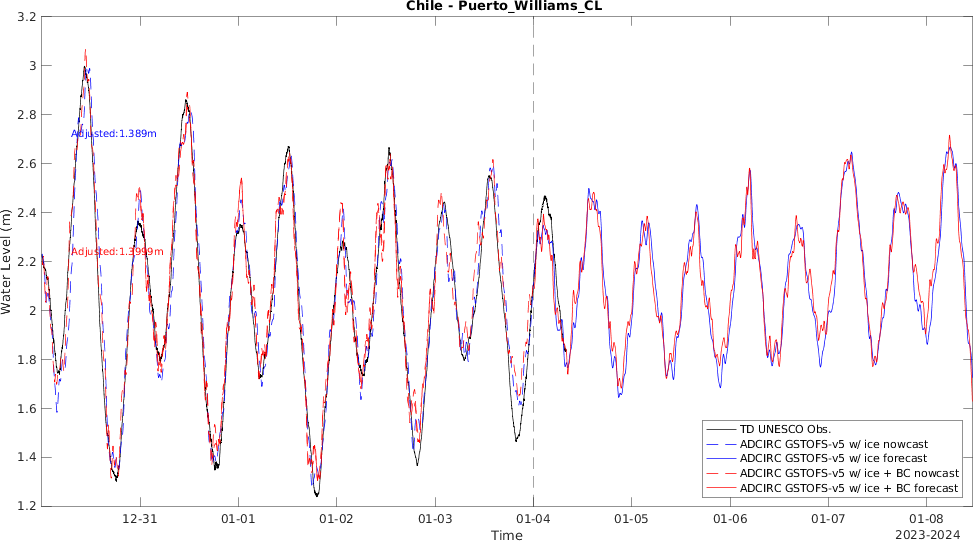 Chile - Puerto_Williams_CL
3.2
3
2.8
2.6
2.4
2.2
2
1.8
1.6
1.4
1.2
Water Level (m)
Adjusted:1.389m
Adjusted:1.3999m
TD UNESCO Obs.
ADCIRC GSTOFS-v5 w/ ice nowcast
ADCIRC GSTOFS-v5 w/ ice forecast
ADCIRC GSTOFS-v5 w/ ice + BC nowcast
ADCIRC GSTOFS-v5 w/ ice + BC forecast
12-31 01-01 01-02 01-03 01-04 01-05 01-06 01-07 01-08
Time
2023-2024